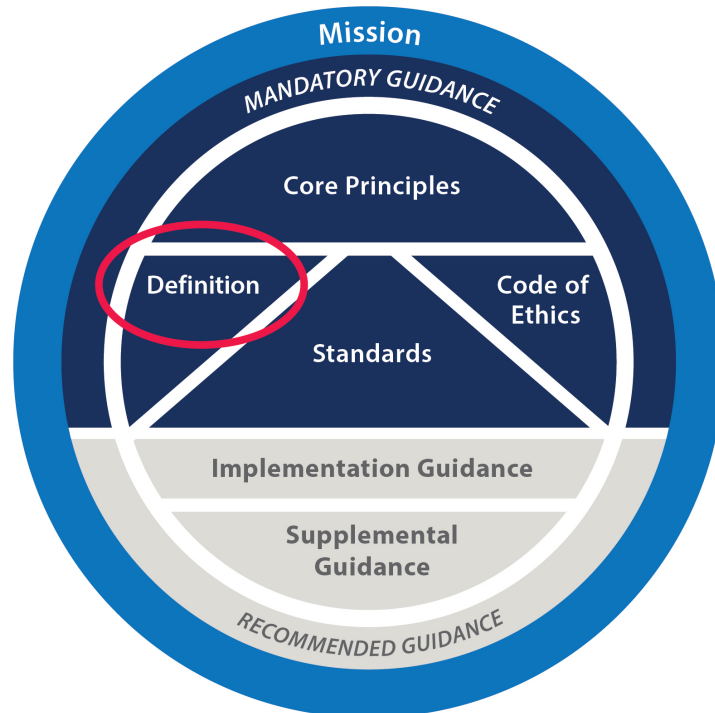 Mission
MANDATORY GUIDANCE
Core Principles
Definition
Code of
Ethics
Standards
Implementation Guidance
Supplemental
Guidance
RECOMMENDED GUIDANCE